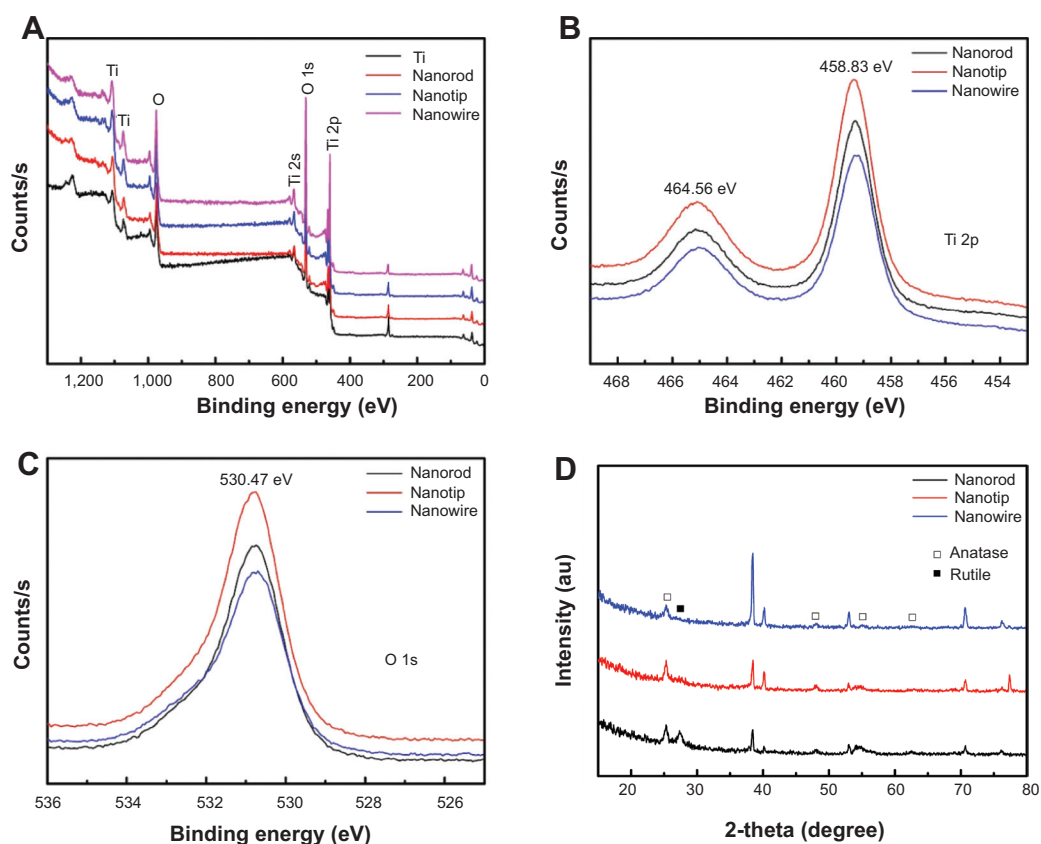 A
Ti
Nanorod
Nanotip
Nanowire
Ti
Ti
O
Ti 2s
O 1s
Ti 2p
Counts/s
1,200 1,000 800 600 400 200 0
Binding energy (eV)
B
Nanorod
Nanotip
Nanowire
458.83 eV
464.56 eV
Ti 2p
Counts/s
468 466 464 462 460 458 456 454
Binding energy (eV)
C
530.47 eV
Nanorod
Nanotip
Nanowire
O 1s
Counts/s
536 534 531 530 528 526
Binding energy (eV)
D
Nanorod
Nanotip
Nanowire
Anatase
Rutile
Intensity (au)
20 30 40 50 60 70 80
2-theta (degree)